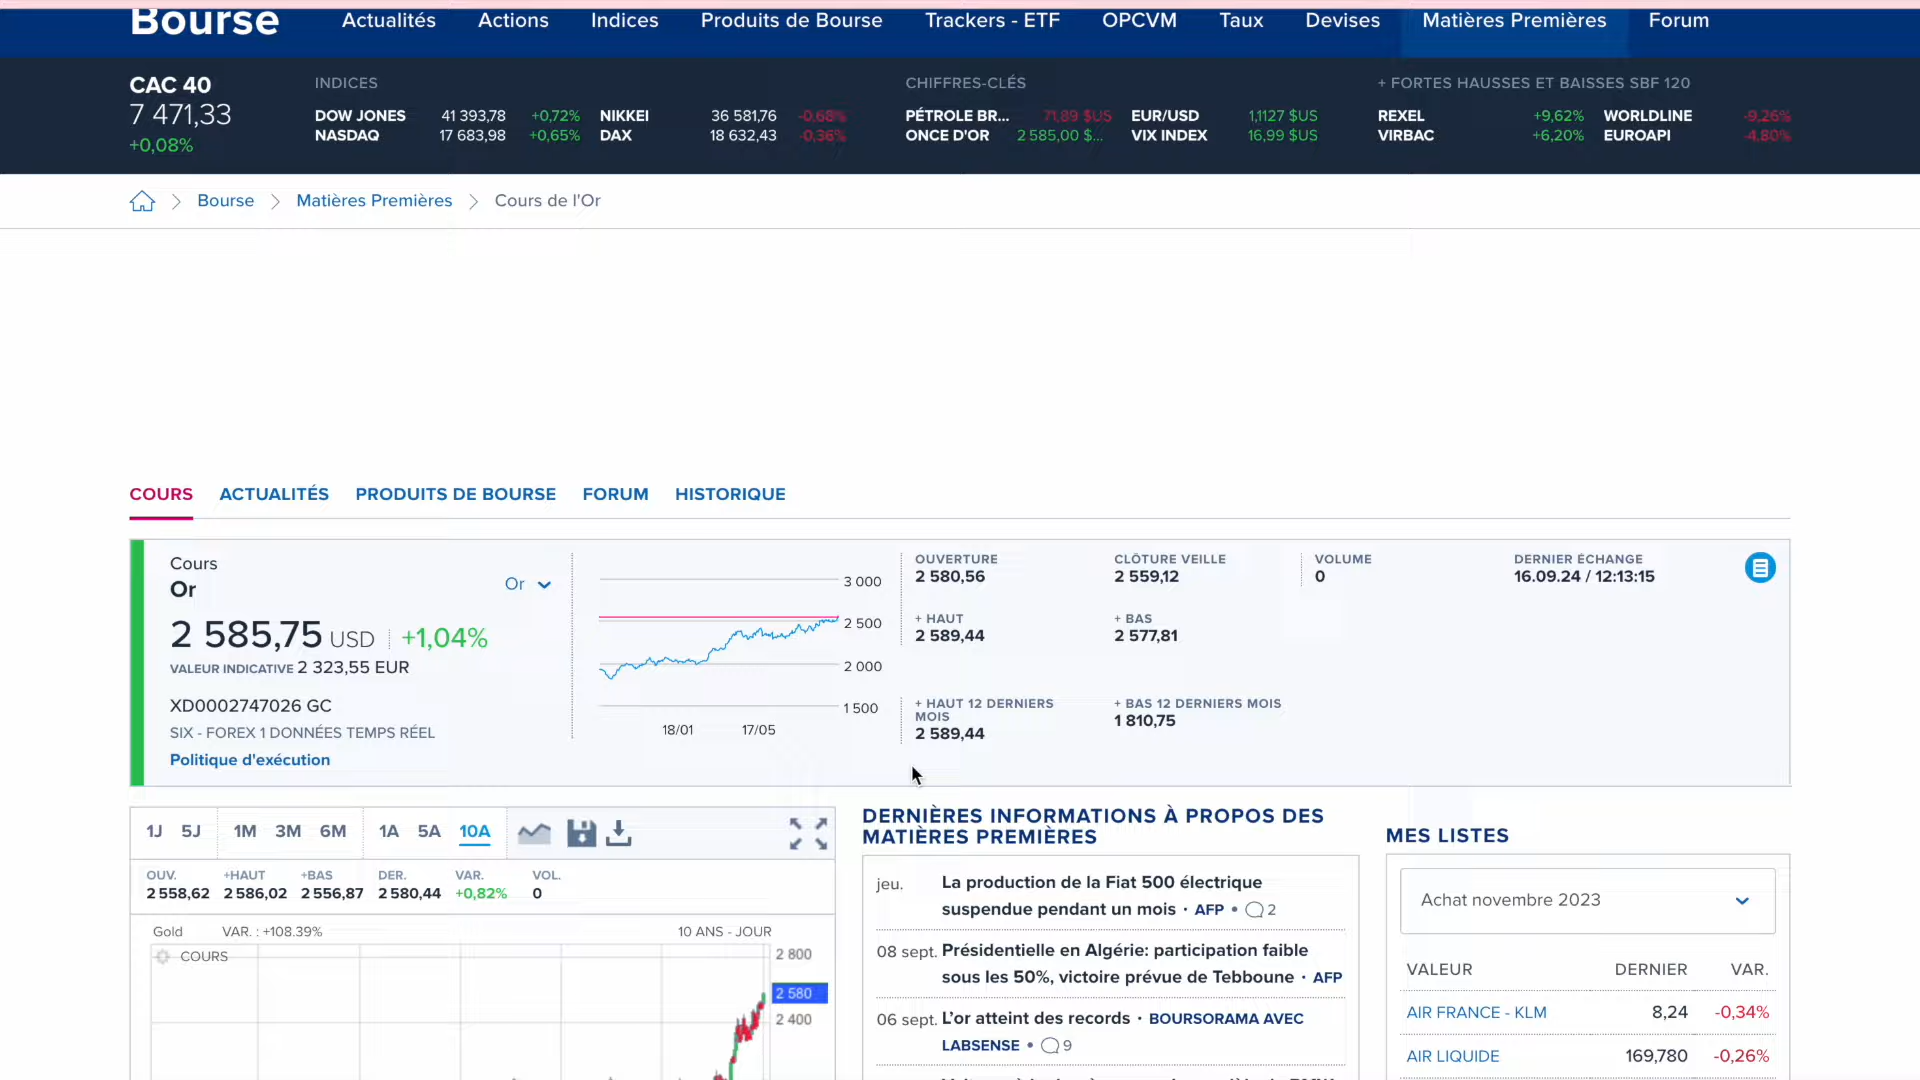 Bourse Actualités Actions Indices Produits de Bourse Trackers - ETF OPCVM Taux Devises Matières Premières Forum
CAC 40
7 471,33
+0,08%
INDICES
DOW JONES 41 393,78 +0,72% NIKKEI 36 581,76 -0,68%
NASDAQ 17 683,98 +0,65% DAX 18 632,43 -0,36%
CHIFFRES-CLÉS
PÉTROLE BR... 71,89 $US EUR/USD 1,1127 $US
ONCE D'OR 2 585,00 $... VIX INDEX 16,99 $US
+ FORTES HAUSSES ET BAISSES SBF 120
REXEL +9,62% WORLDLINE -9,26%
VIRBAC +6,20% EUROAPI -4,80%
Bourse Matières Premières Cours de l'Or
COURS ACTUALITÉS PRODUITS DE BOURSE FORUM HISTORIQUE
Cours
Or
Or
2 585,75 USD +1,04%
VALEUR INDICATIVE 2 323,55 EUR
XD0002747026 GC
SIX - FOREX 1 DONNÉES TEMPS RÉEL
Politique d'exécution
3 000
2 500
2 000
1 500
18/01 17/05
OUVERTURE
2 580,56
CLÔTURE VEILLE
2 559,12
VOLUME
0
DERNIER ÉCHANGE
16.09.24 / 12:13:15
+ HAUT
2 589,44
+ BAS
2 577,81
+ HAUT 12 DERNIERS
MOIS
2 589,44
+ BAS 12 DERNIERS MOIS
1 810,75
1J 5J 1M 3M 6M 1A 5A 10A
OUV. +HAUT +BAS DER. VAR. VOL.
2 558,62 2 586,02 2 556,87 2 580,44 +0,82% 0
Gold VAR. : +108.39% 10 ANS - JOUR
COURS
2 800
2 580
2 400
DERNIÈRES INFORMATIONS À PROPOS DES
MATIÈRES PREMIÈRES
jeu. La production de la Fiat 500 électrique
suspendue pendant un mois · AFP • 2
08 sept. Présidentielle en Algérie: participation faible
sous les 50%, victoire prévue de Tebboune · AFP
06 sept. L'or atteint des records · BOURSORAMA AVEC
LABSENSE • 9
MES LISTES
Achat novembre 2023
VALEUR DERNIER VAR.
AIR FRANCE - KLM 8,24 -0,34%
AIR LIQUIDE 169,780 -0,26%